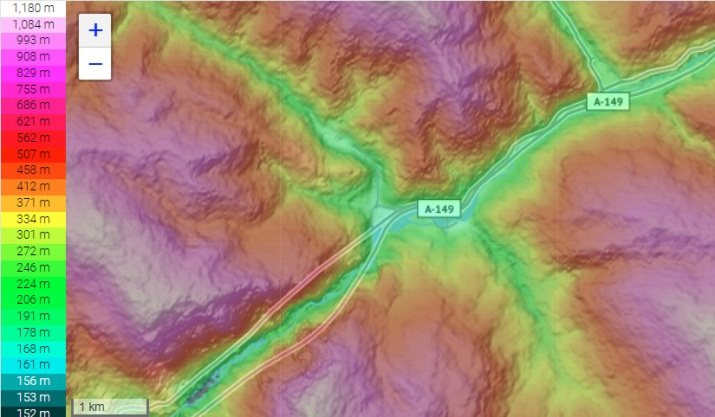 1,180 m
1,084 m
993 m
908 m
829 m
755 m
686 m
621 m
562 m
507 m
458 m
412 m
371 m
334 m
301 m
272 m
246 m
224 m
206 m
191 m
178 m
168 m
161 m
156 m
153 m
152 m
+
−
A-149
A-149
1 km